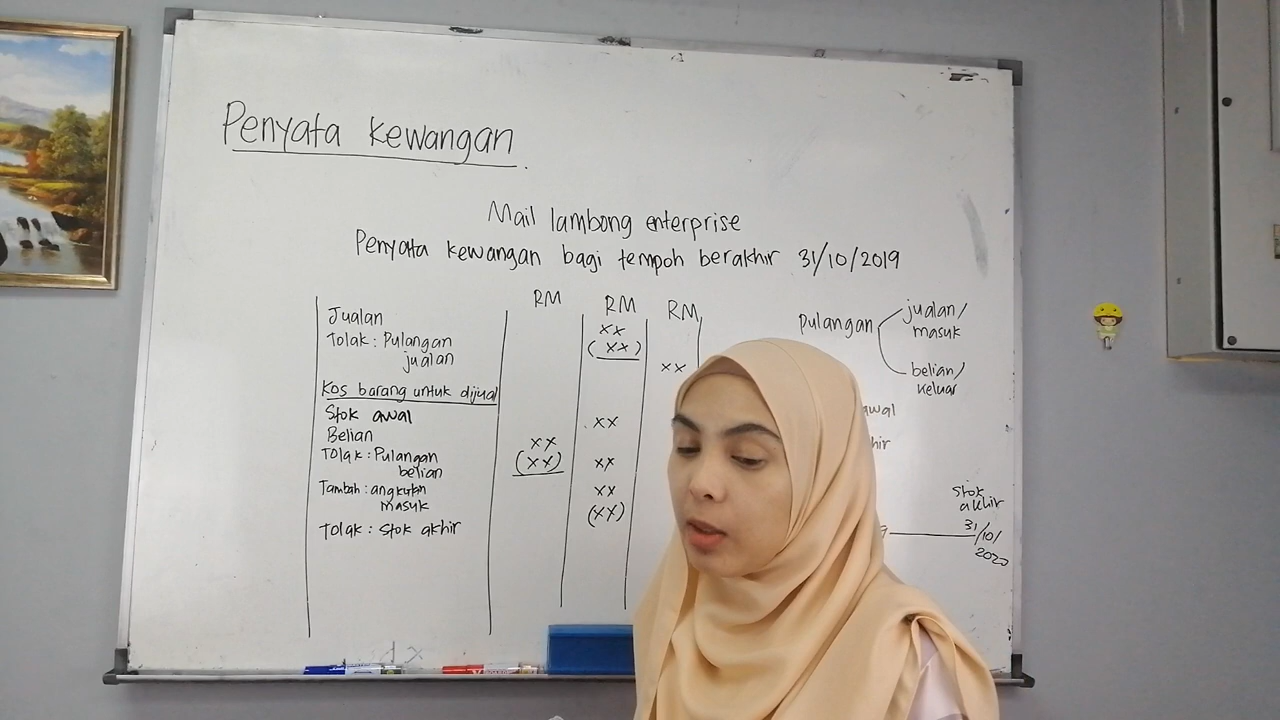 Penyata Kewangan
Mail lambong enterprise
Penyata kewangan bagi tempoh berakhir 31/10/2019
RM RM RM
Jualan xx
Tolak : Pulangan (xx)
jualan xx
Kos barang untuk dijual
Stok awal xx
Belian xx
Tolak : Pulangan (xx) xx
belian
Tambah : angkutan xx
masuk
Tolak : Stok akhir (xx)
Pulangan
jualan/
masuk
belian/
keluar
awal
hir
Stok
akhir
31/10/
2020